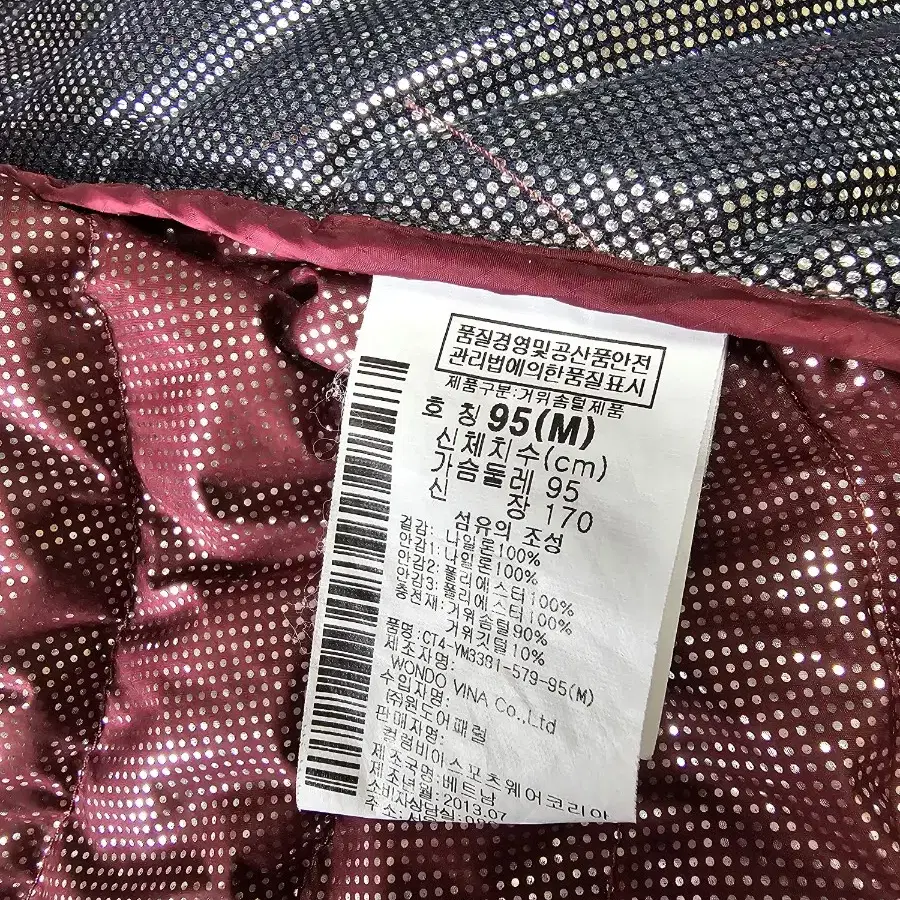 품질경영및공산품안전
관리법에의한품질표시
제품구분:거위솜털제품
호 칭 95(M)
신체치수(cm)
가슴둘레 95
신 장 170
섬유의 조성
겉감: 나일론100%
안감1: 나일론100%
안감2: 폴리에스터100%
안감3: 폴리에스터100%
충전재: 거위솜털90%
거위깃털10%
품명:CT4-YM3381-579-95(M)
제조자명:
WONDO VINA Co.,Ltd
수입자명:
(주)원도어패럴
판매자명:
컬럼비아스포츠웨어코리아
제조국명:베트남
제조년월:2013.07
소비자상담실:
주 소: